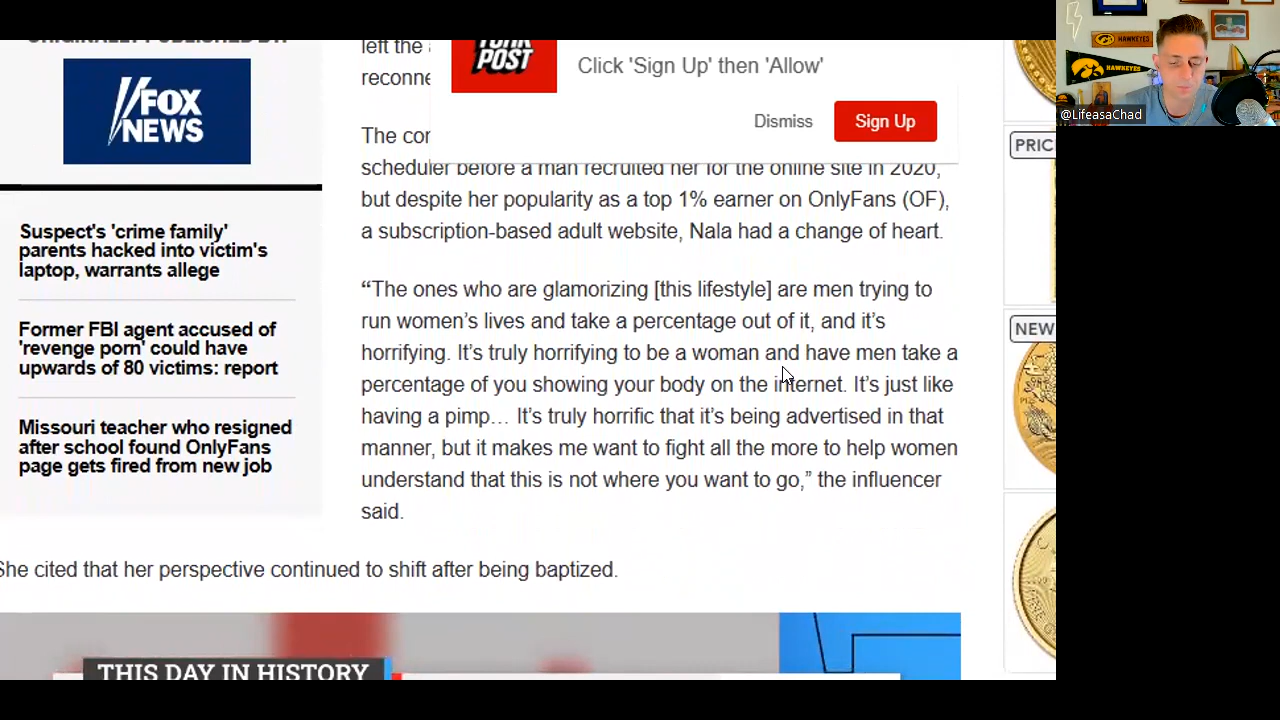 ORIGINALLY PUBLISHED BY:
FOX
NEWS
Suspect's 'crime family'
parents hacked into victim's
laptop, warrants allege
Former FBI agent accused of
'revenge porn' could have
upwards of 80 victims: report
Missouri teacher who resigned
after school found OnlyFans
page gets fired from new job
left the
reconne
YORK
POST
Click 'Sign Up' then 'Allow'
Dismiss
Sign Up
The con
scheduler before a man recruited her for the online site in 2020,
but despite her popularity as a top 1% earner on OnlyFans (OF),
a subscription-based adult website, Nala had a change of heart.
“The ones who are glamorizing [this lifestyle] are men trying to
run women’s lives and take a percentage out of it, and it’s
horrifying. It’s truly horrifying to be a woman and have men take a
percentage of you showing your body on the internet. It’s just like
having a pimp… It’s truly horrific that it’s being advertised in that
manner, but it makes me want to fight all the more to help women
understand that this is not where you want to go,” the influencer
said.
She cited that her perspective continued to shift after being baptized.
THIS DAY IN HISTORY
PRIC
NEW
HAWKEYES
HAWKEYES
@LifeasaChad